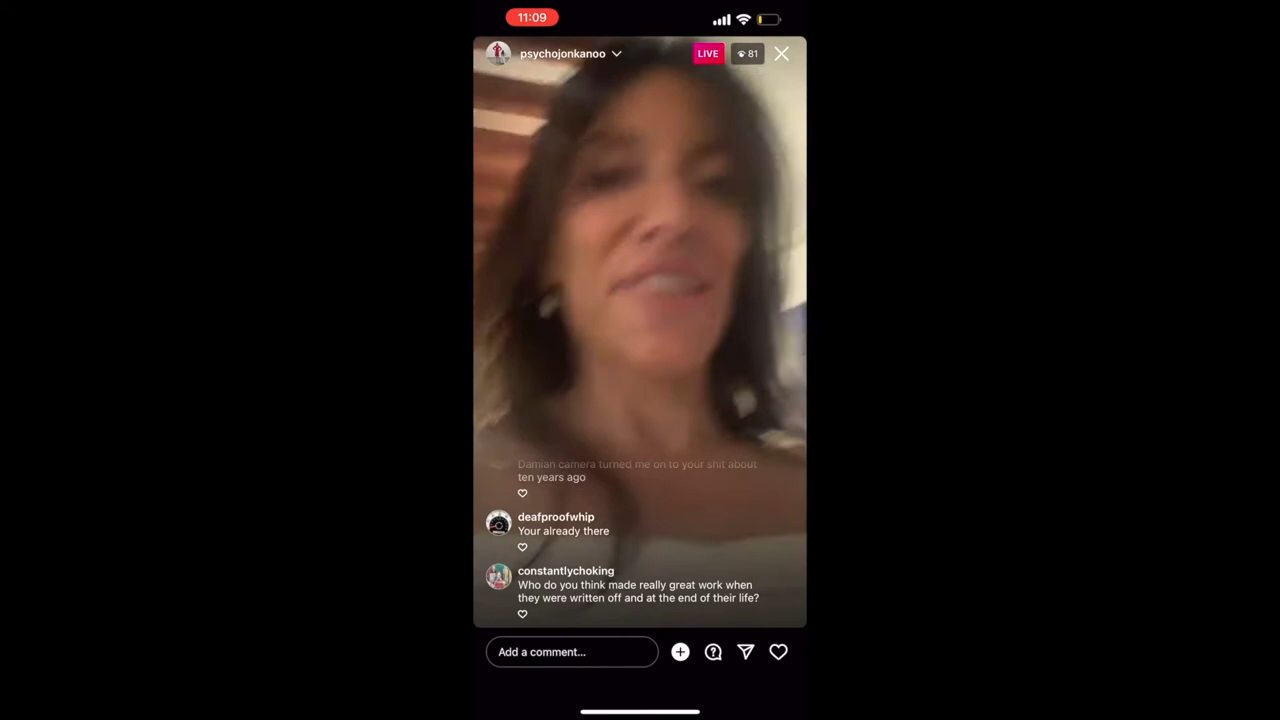 11:09
psychojonkanoo
LIVE
81
Damian camera turned me on to your shit about
ten years ago
deafproofwhip
Your already there
constantlychoking
Who do you think made really great work when
they were written off and at the end of their life?
Add a comment...